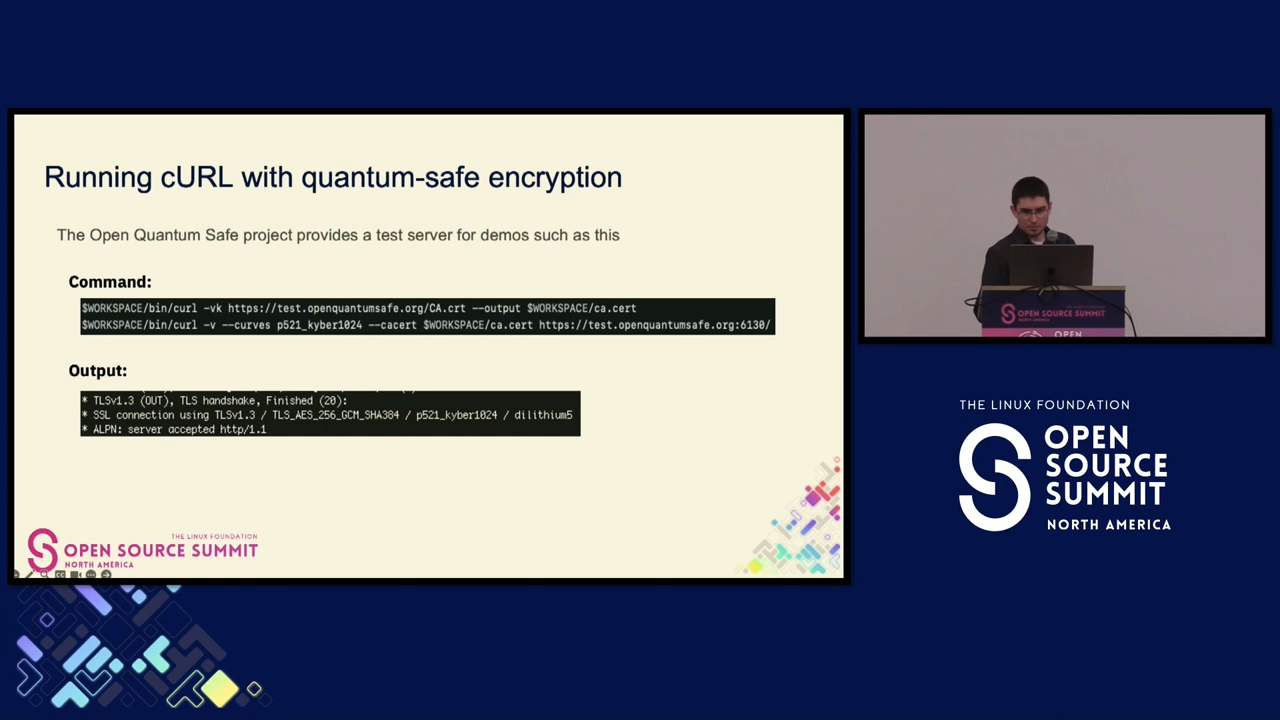 Running cURL with quantum-safe encryption
The Open Quantum Safe project provides a test server for demos such as this
Command:
$WORKSPACE/bin/curl -vk https://test.openquantumsafe.org/CA.crt --output $WORKSPACE/ca.cert
$WORKSPACE/bin/curl -v --curves p521_kyber1024 --cacert $WORKSPACE/ca.cert https://test.openquantumsafe.org:6130/
Output:
* TLSv1.3 (OUT), TLS handshake, Finished (20):
* SSL connection using TLSv1.3 / TLS_AES_256_GCM_SHA384 / p521_kyber1024 / dilithium5
* ALPN: server accepted http/1.1
THE LINUX FOUNDATION
OPEN SOURCE SUMMIT
NORTH AMERICA
OPEN SOURCE SUMMIT
NORTH AMERICA
OPEN
THE LINUX FOUNDATION
OPEN
SOURCE
SUMMIT
NORTH AMERICA